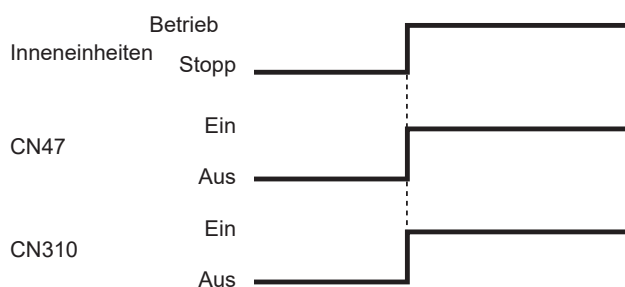 Betrieb
Inneneinheiten
Stopp
Ein
CN47
Aus
Ein
CN310
Aus